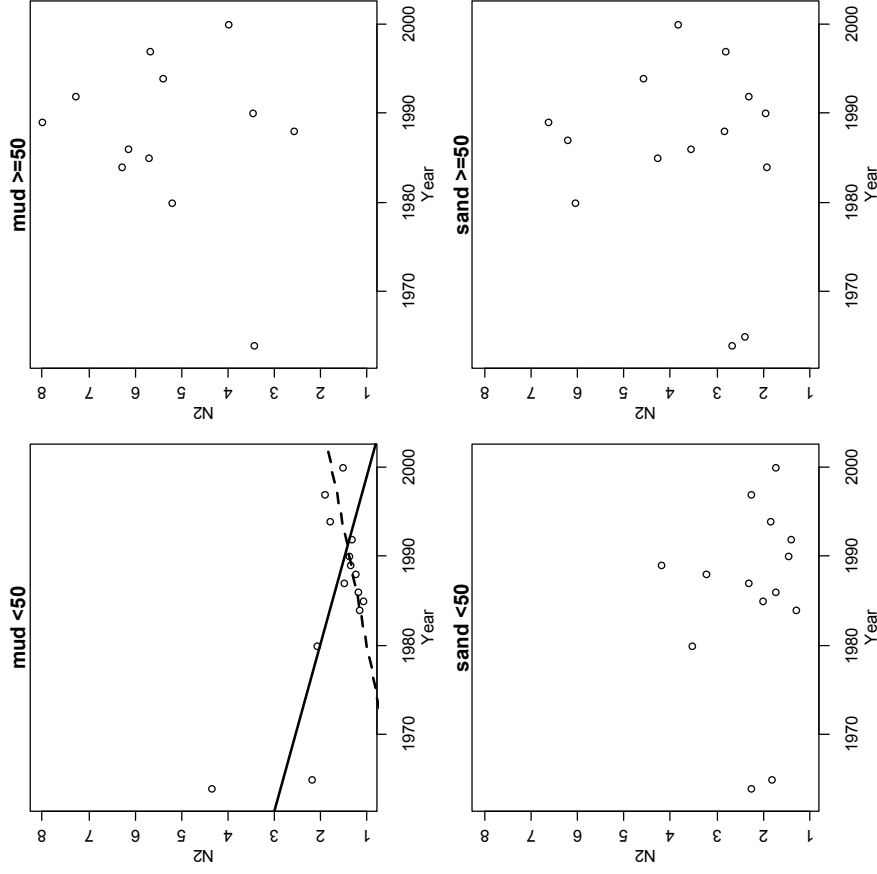 mud <50
N2
1 2 3 4 5 6 7 8
1970 1980 1990 2000
Year
mud >=50
N2
1 2 3 4 5 6 7 8
1970 1980 1990 2000
Year
sand <50
N2
1 2 3 4 5 6 7 8
1970 1980 1990 2000
Year
sand >=50
N2
1 2 3 4 5 6 7 8
1970 1980 1990 2000
Year